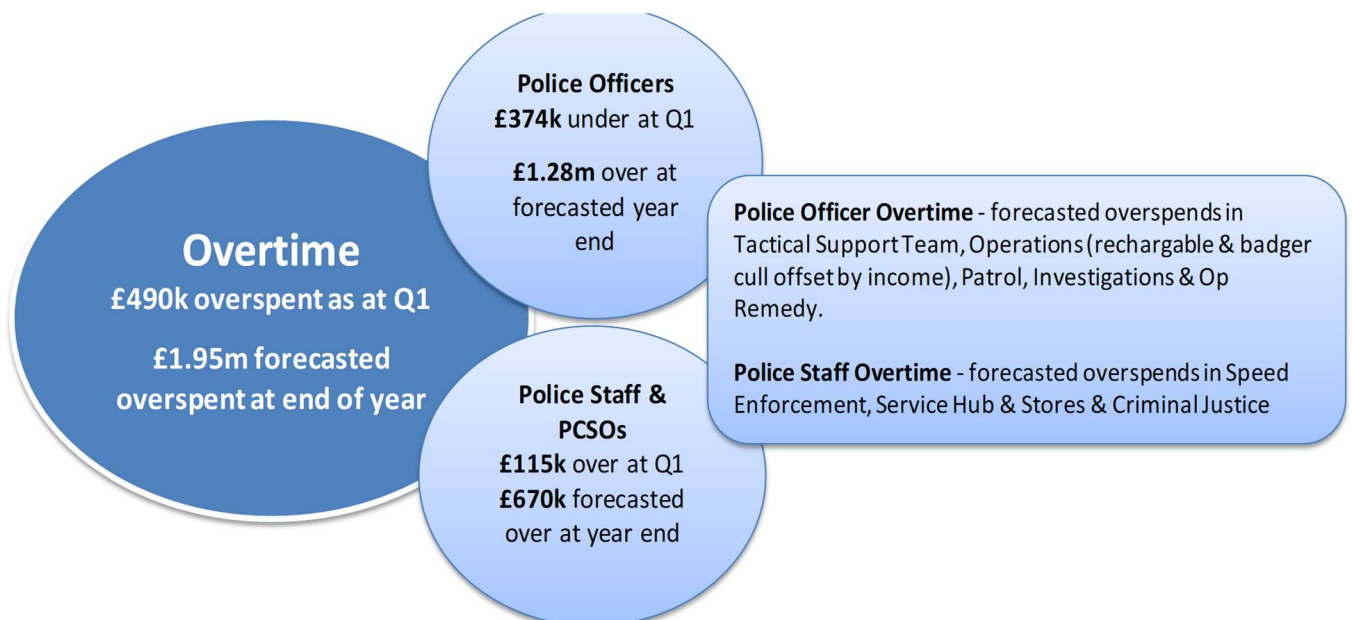 Overtime
£490k overspent as at Q1
£1.95m forecasted
overspent at end of year
Police Officers
£374k under at Q1
£1.28m over at
forecasted year
end
Police Staff &
PCSOs
£115k over at Q1
£670k forecasted
over at year end
Police Officer Overtime - forecasted overspends in
Tactical Support Team, Operations (rechargable & badger
cull offset by income), Patrol, Investigations & Op
Remedy.
Police Staff Overtime - forecasted overspends in Speed
Enforcement, Service Hub & Stores & Criminal Justice